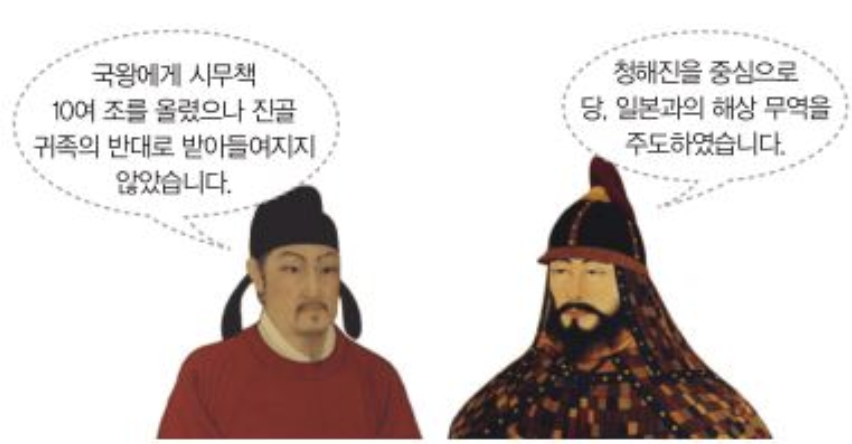 국왕에게 시무책
10여 조를 올렸으나 진골
귀족의 반대로 받아들여지지
않았습니다.
청해진을 중심으로
당, 일본과의 해상 무역을
주도하였습니다.